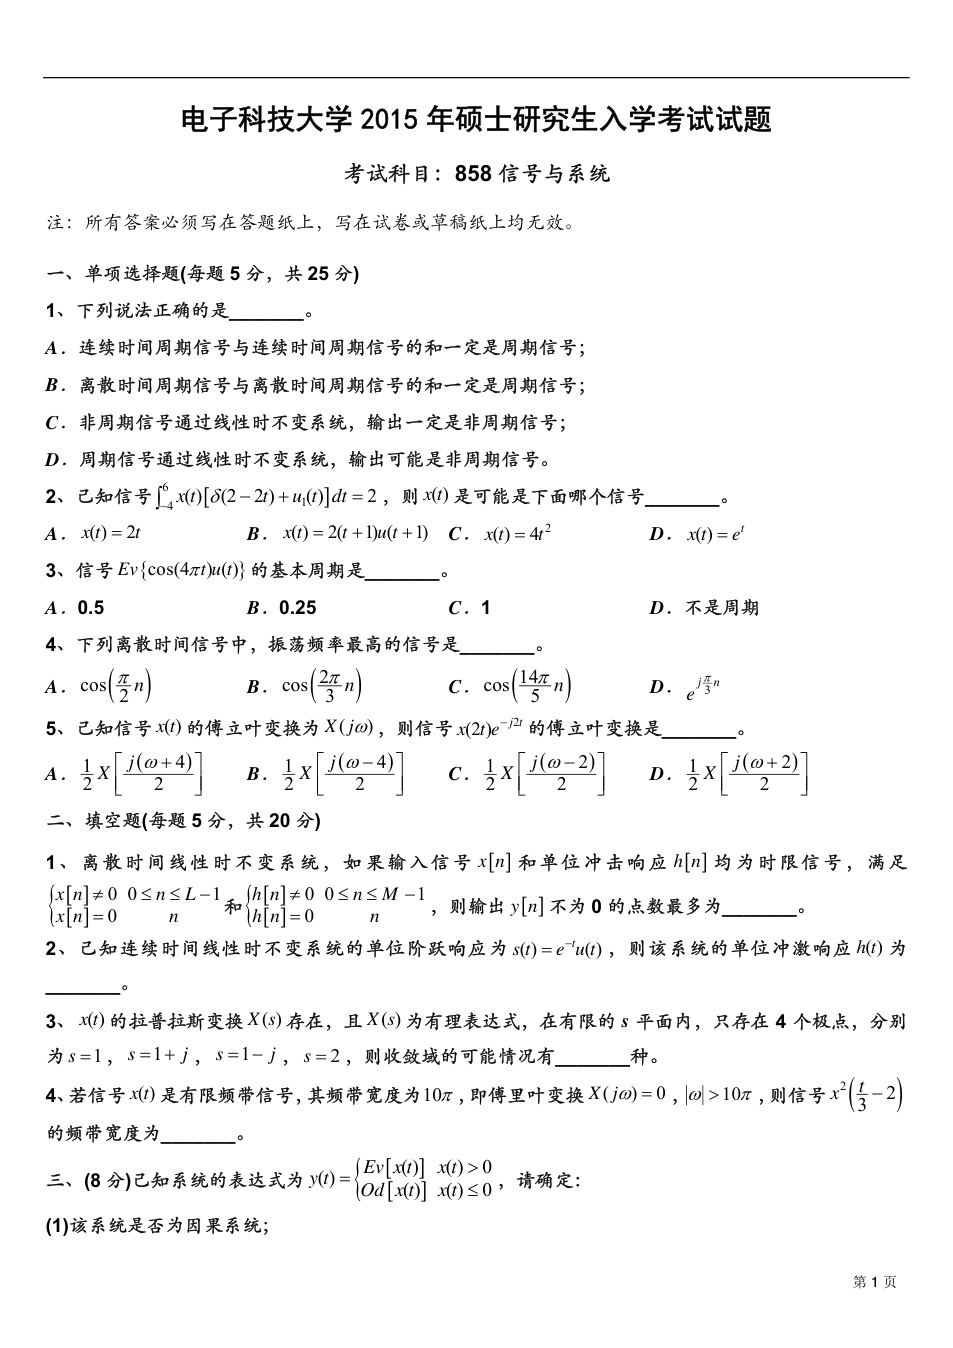 电子科技大学 2015 年硕士研究生入学考试试题
考试科目：858 信号与系统
注：所有答案必须写在答题纸上，写在试卷或草稿纸上均无效。
一、单项选择题(每题 5 分，共 25 分)
1、下列说法正确的是_______。
A．连续时间周期信号与连续时间周期信号的和一定是周期信号；
B．离散时间周期信号与离散时间周期信号的和一定是周期信号；
C．非周期信号通过线性时不变系统，输出一定是非周期信号；
D．周期信号通过线性时不变系统，输出可能是非周期信号。
2、已知信号 ∫_{-4}^{6} x(t)[δ(2−2t)+u₁(t)]dt = 2 ，则 x(t) 是可能是下面哪个信号_______。
A．x(t) = 2t B．x(t) = 2(t+1)u(t+1) C．x(t) = 4t² D．x(t) = e^t
3、信号 Ev{cos(4πt)u(t)} 的基本周期是_______。
A．0.5 B．0.25 C．1 D．不是周期
4、下列离散时间信号中，振荡频率最高的信号是_______。
A．cos(π/2 n) B．cos(2π/3 n) C．cos(14π/5 n) D．e^{j π/3 n}
5、已知信号 x(t) 的傅立叶变换为 X(jω) ，则信号 x(2t)e^{−j2t} 的傅立叶变换是_______。
A．1/2 X[j(ω+4)/2] B．1/2 X[j(ω−4)/2] C．1/2 X[j(ω−2)/2] D．1/2 X[j(ω+2)/2]
二、填空题(每题 5 分，共 20 分)
1、离散时间线性时不变系统，如果输入信号 x[n] 和单位冲击响应 h[n] 均为时限信号，满足
{x[n] ≠ 0 0 ≤ n ≤ L−1 x[n] = 0 n 和 {h[n] ≠ 0 0 ≤ n ≤ M −1 h[n] = 0 n ，则输出 y[n] 不为 0 的点数最多为_______。
2、已知连续时间线性时不变系统的单位阶跃响应为 s(t) = e^{−t}u(t) ，则该系统的单位冲激响应 h(t) 为
_______。
3、x(t) 的拉普拉斯变换 X(s) 存在，且 X(s) 为有理表达式，在有限的 s 平面内，只存在 4 个极点，分别
为 s = 1 ，s = 1+ j ，s = 1− j ，s = 2 ，则收敛域的可能情况有_______种。
4、若信号 x(t) 是有限频带信号，其频带宽度为 10π ，即傅里叶变换 X(jω) = 0 ，|ω| > 10π ，则信号 x²(t/3 − 2)
的频带宽度为_______。
三、(8 分)已知系统的表达式为 y(t) = {Ev[x(t)] x(t) > 0 Od[x(t)] x(t) ≤ 0 ，请确定：
(1)该系统是否为因果系统；
第 1 页